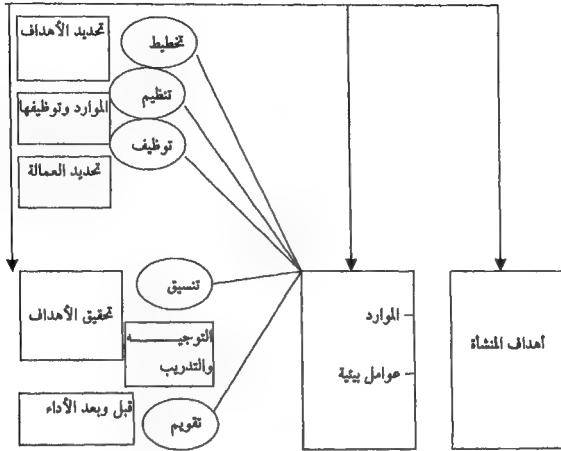 تخطيط
تحديد الأهداف
تنظيم
الموارد وتوظيفها
توظيف
تحديد العمالة
أهداف المنشأة
- الموارد
- عوامل بيئية
تنسيق
تحقيق الأهداف
التوجيـــــــه
والتدريب
تقويم
قبل وبعد الأداء